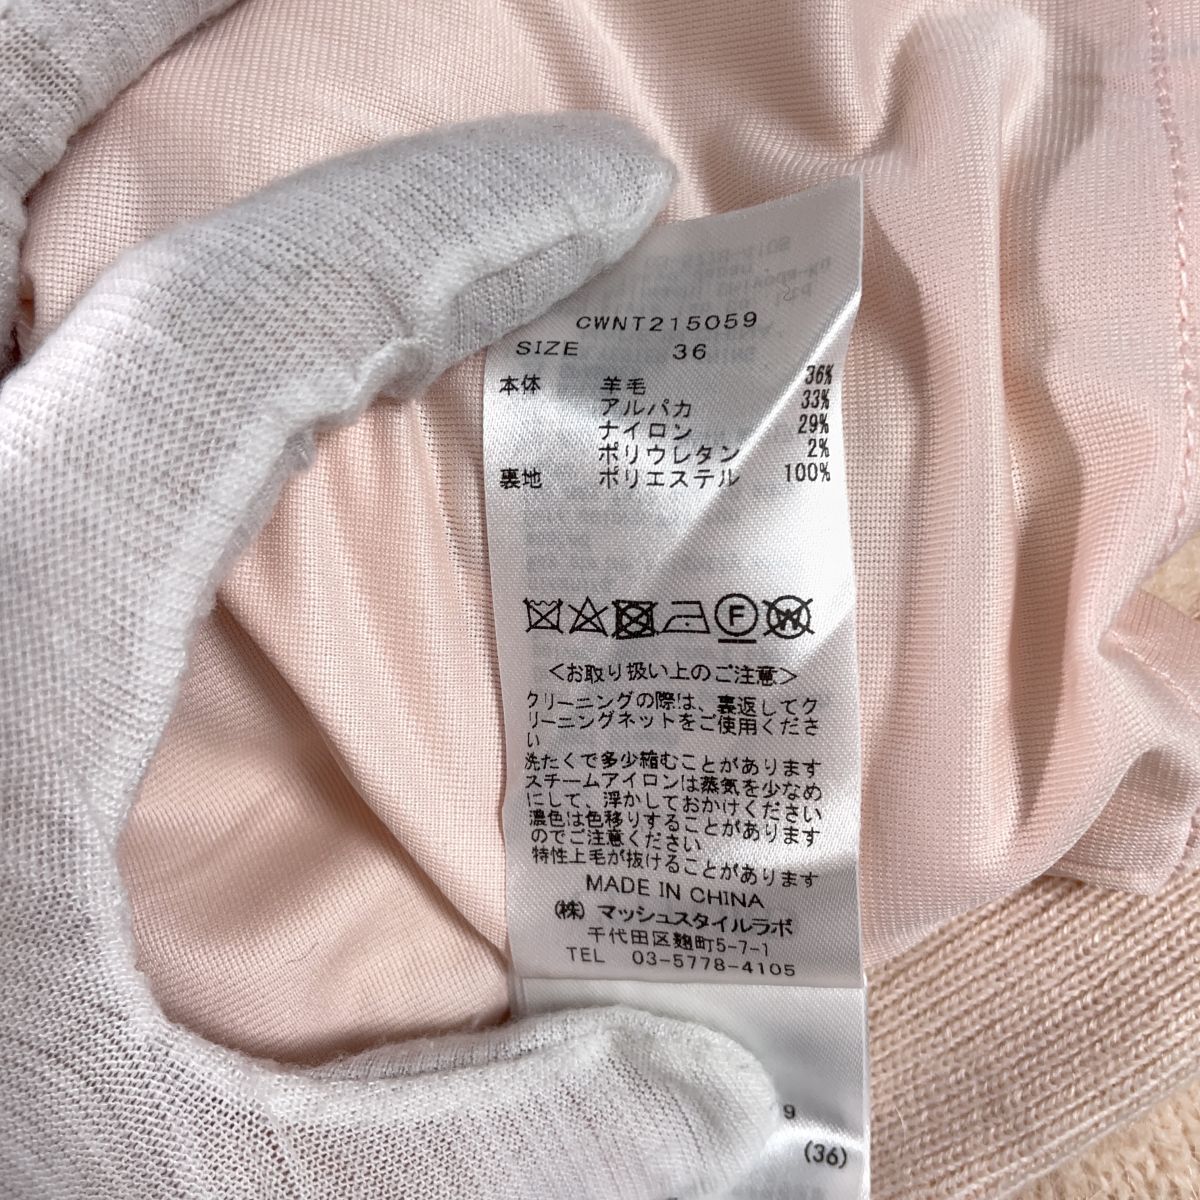 CWNT215059
SIZE 36
本体 羊毛 36%
アルパカ 33%
ナイロン 29%
ポリウレタン 2%
裏地 ポリエステル 100%
F W
<お取り扱い上のご注意>
クリーニングの際は、裏返してク
リーニングネットをご使用くださ
い
洗たくで多少縮むことがあります
スチームアイロンは蒸気を少なめ
にして、浮かしておかけください
濃色は色移りすることがあります
のでご注意ください
特性上毛が抜けることがあります
MADE IN CHINA
(株) マッシュスタイルラボ
千代田区麹町5-7-1
TEL 03-5778-4105
9
(36)